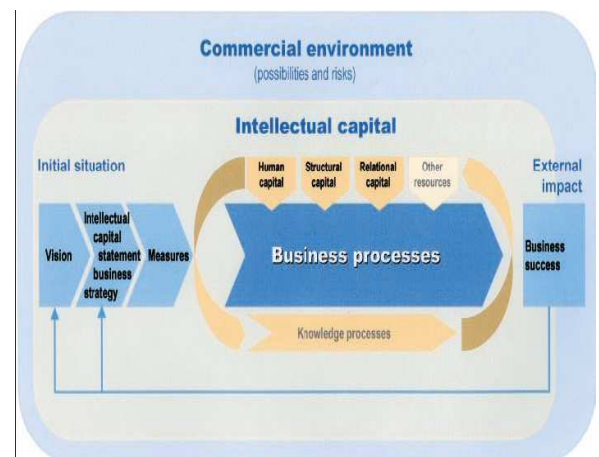 Commercial environment
(possibilities and risks)
Intellectual capital
Initial situation
External
impact
Human
capital
Structural
capital
Relational
capital
Other
resources
Vision
Intellectual
capital
statement
business
strategy
Measures
Business processes
Business
success
Knowledge processes